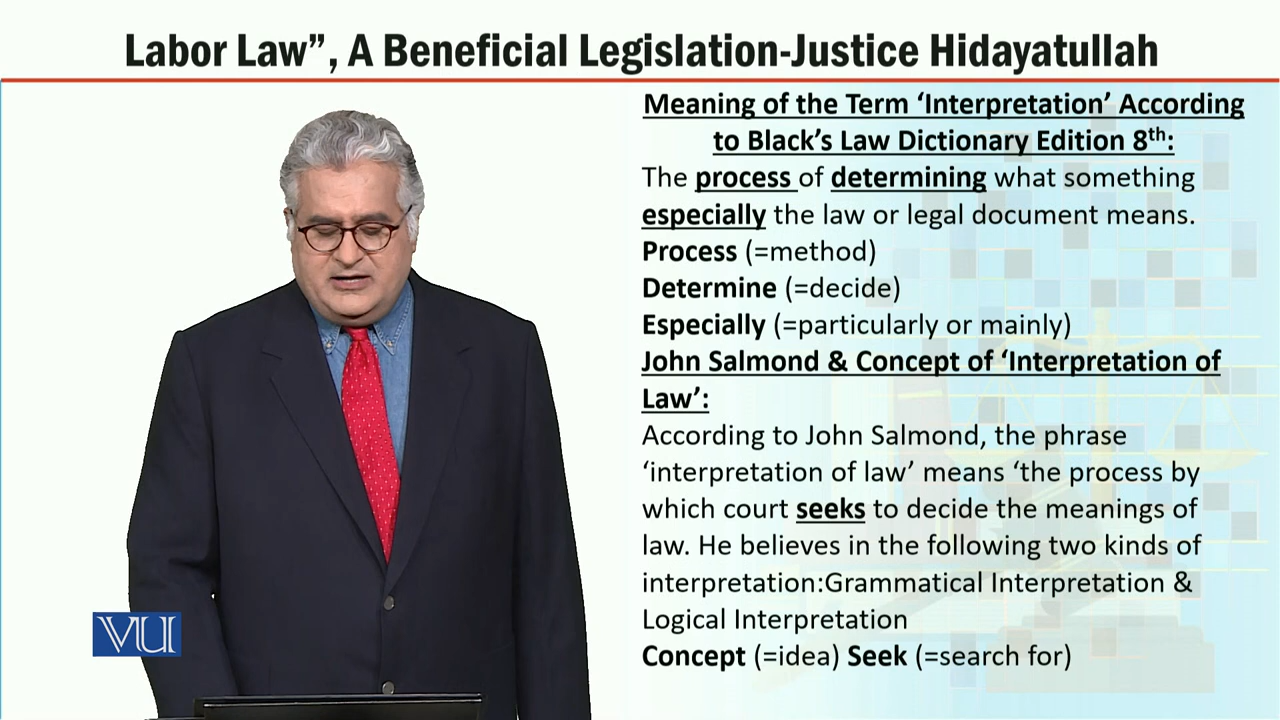 Labor Law”, A Beneficial Legislation-Justice Hidayatullah
Meaning of the Term ‘Interpretation’ According
to Black’s Law Dictionary Edition 8th:
The process of determining what something
especially the law or legal document means.
Process (=method)
Determine (=decide)
Especially (=particularly or mainly)
John Salmond & Concept of ‘Interpretation of
Law’:
According to John Salmond, the phrase
‘interpretation of law’ means ‘the process by
which court seeks to decide the meanings of
law. He believes in the following two kinds of
interpretation:Grammatical Interpretation &
Logical Interpretation
Concept (=idea) Seek (=search for)
VU